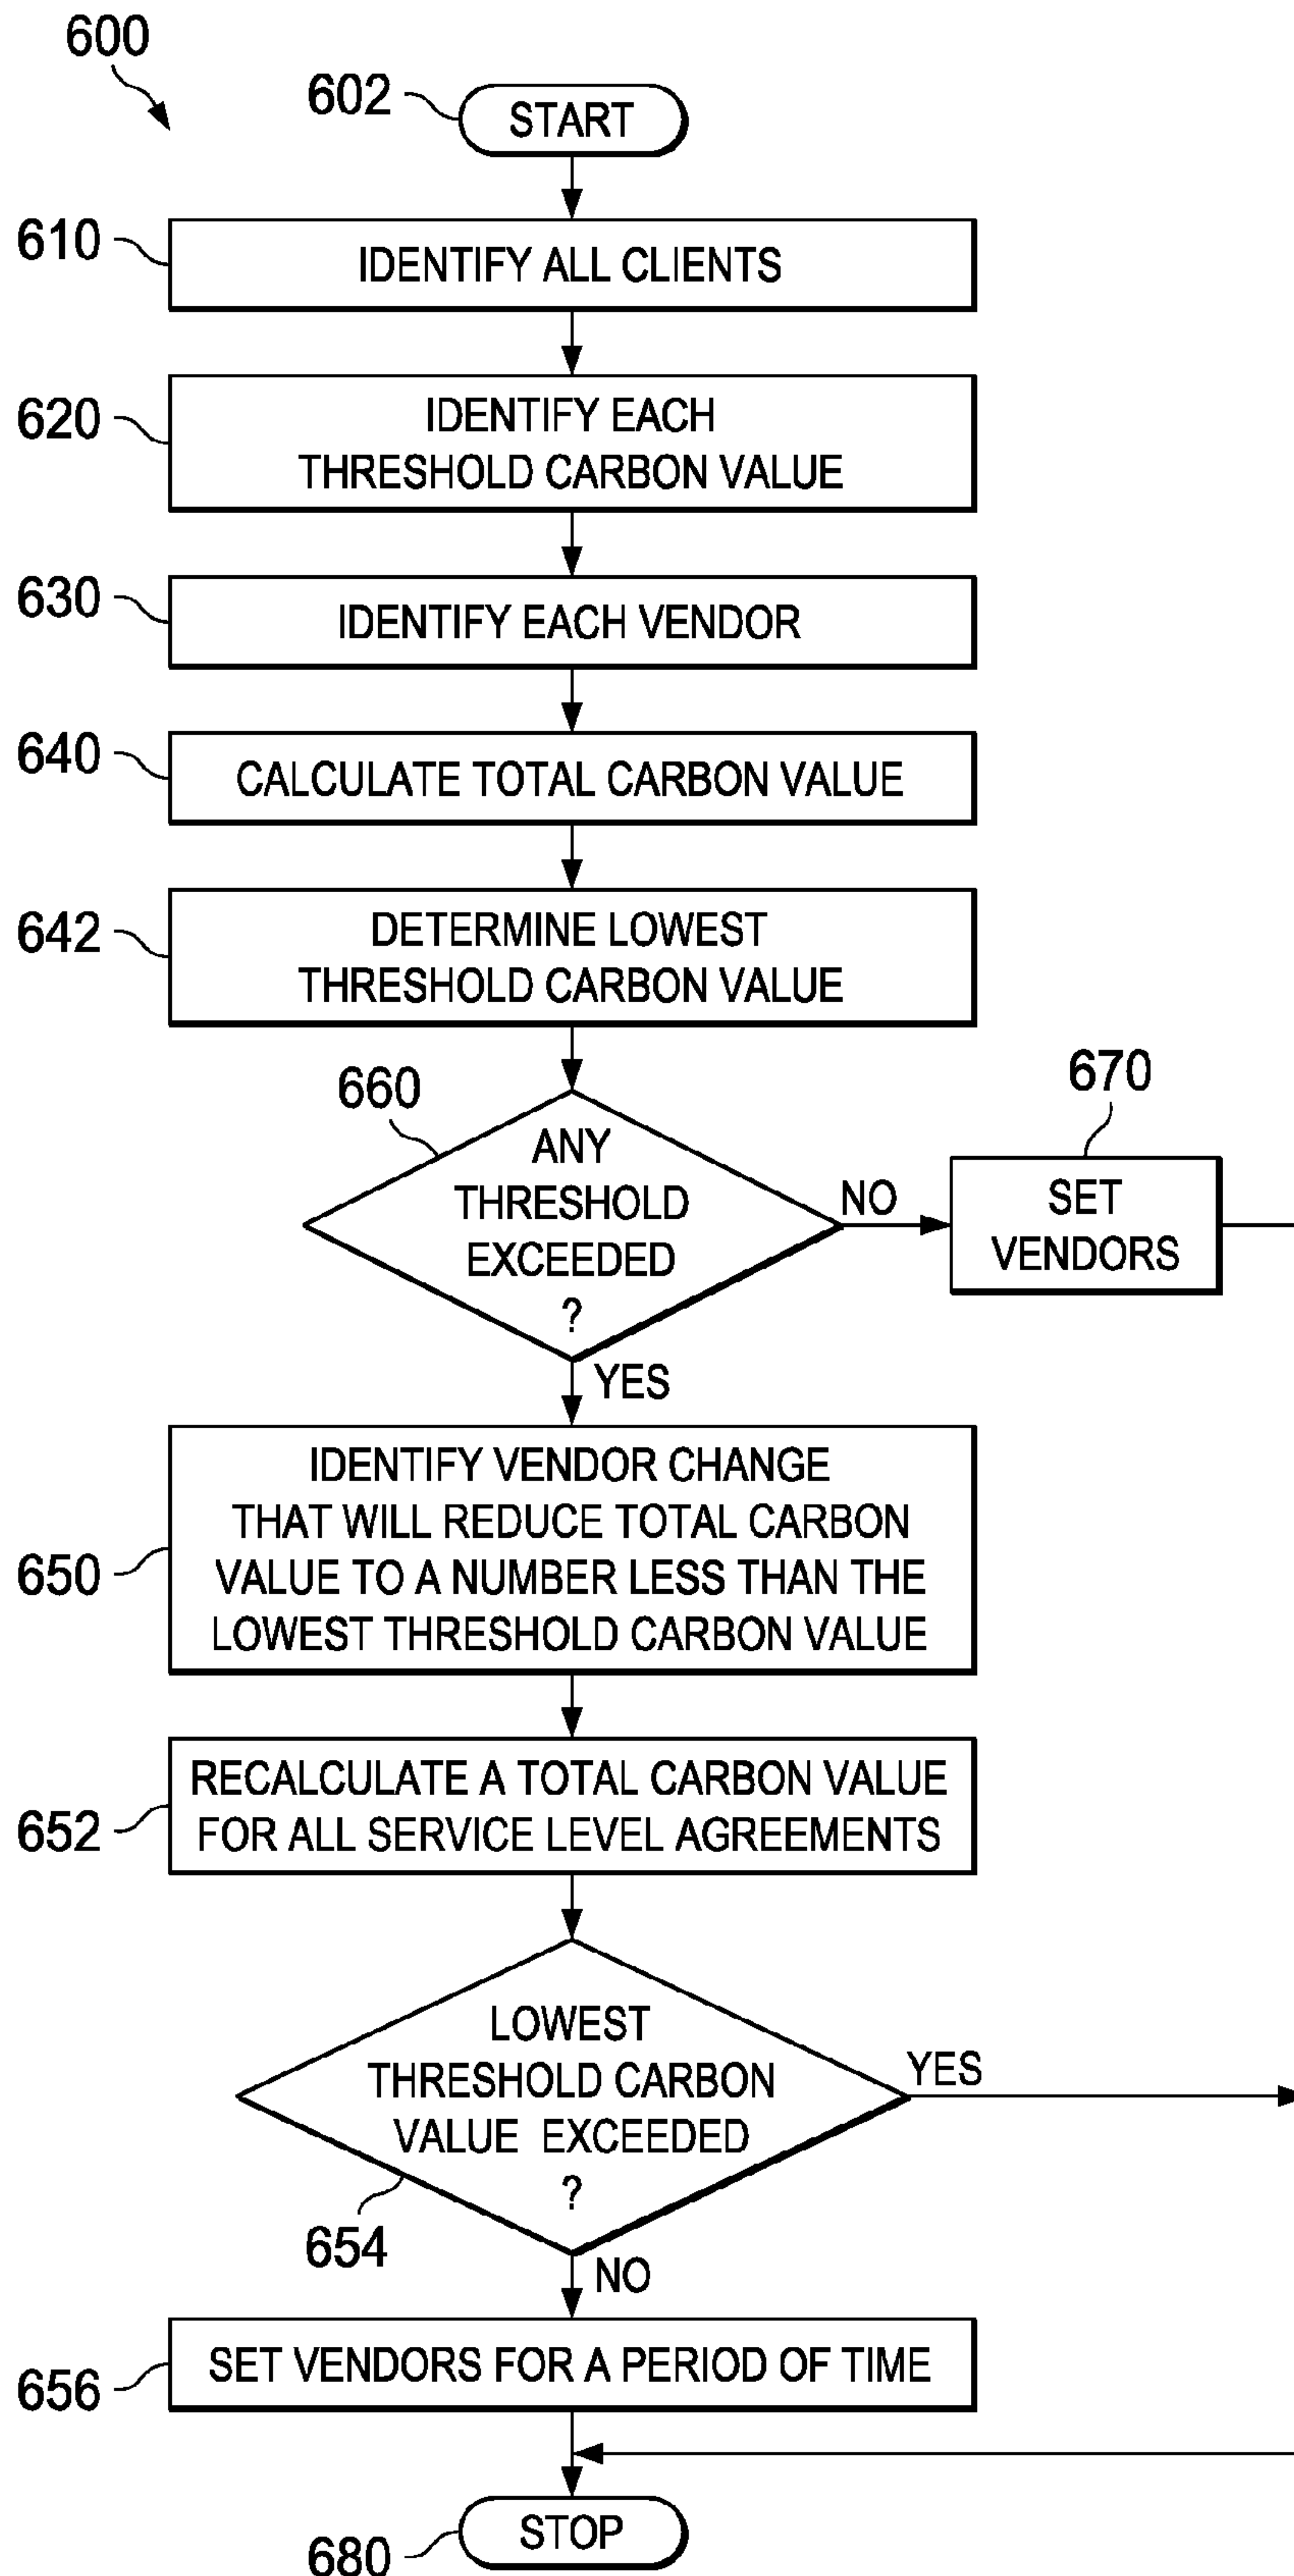 600
602
START
610
IDENTIFY ALL CLIENTS
620
IDENTIFY EACH
THRESHOLD CARBON VALUE
630
IDENTIFY EACH VENDOR
640
CALCULATE TOTAL CARBON VALUE
642
DETERMINE LOWEST
THRESHOLD CARBON VALUE
660
ANY
THRESHOLD
EXCEEDED
?
NO
670
SET
VENDORS
YES
650
IDENTIFY VENDOR CHANGE
THAT WILL REDUCE TOTAL CARBON
VALUE TO A NUMBER LESS THAN THE
LOWEST THRESHOLD CARBON VALUE
652
RECALCULATE A TOTAL CARBON VALUE
FOR ALL SERVICE LEVEL AGREEMENTS
LOWEST
THRESHOLD CARBON
VALUE EXCEEDED
?
YES
654
NO
656
SET VENDORS FOR A PERIOD OF TIME
680
STOP